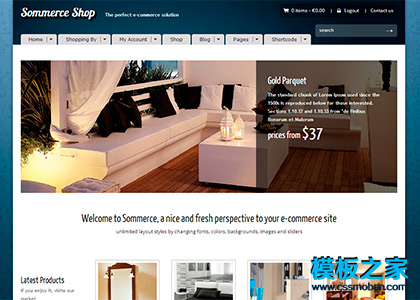 Sommerce Shop
The perfect e-commerce solution
0 items - €0.00 | Logout | Contact us
Home
Shopping By
My Account
Shop
Blog
Pages
Shortcode
search
Gold Parquet
The standard chunk of Lorem Ipsum used since the
1500s is reproduced below for those interested.
Sections 1.10.32 and 1.10.33 from "de Finibus
Bonorum et Malorum
prices from $37
Welcome to Sommerce, a nice and fresh perspective to your e-commerce site
unlimited layout styles by changing fonts, colors, backgrounds, images and sliders
Latest Products
If you enjoy it, visite our
模板之家
www.cssmoban.com